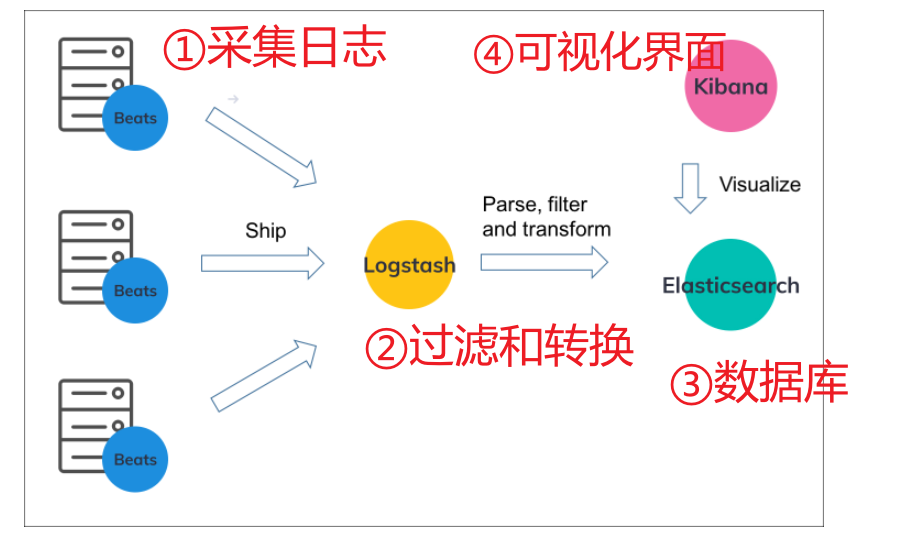 ①采集日志
④可视化界面
Kibana
Beats
Visualize
Parse, filter
and transform
Ship
Logstash
Elasticsearch
Beats
②过滤和转换
③数据库
Beats